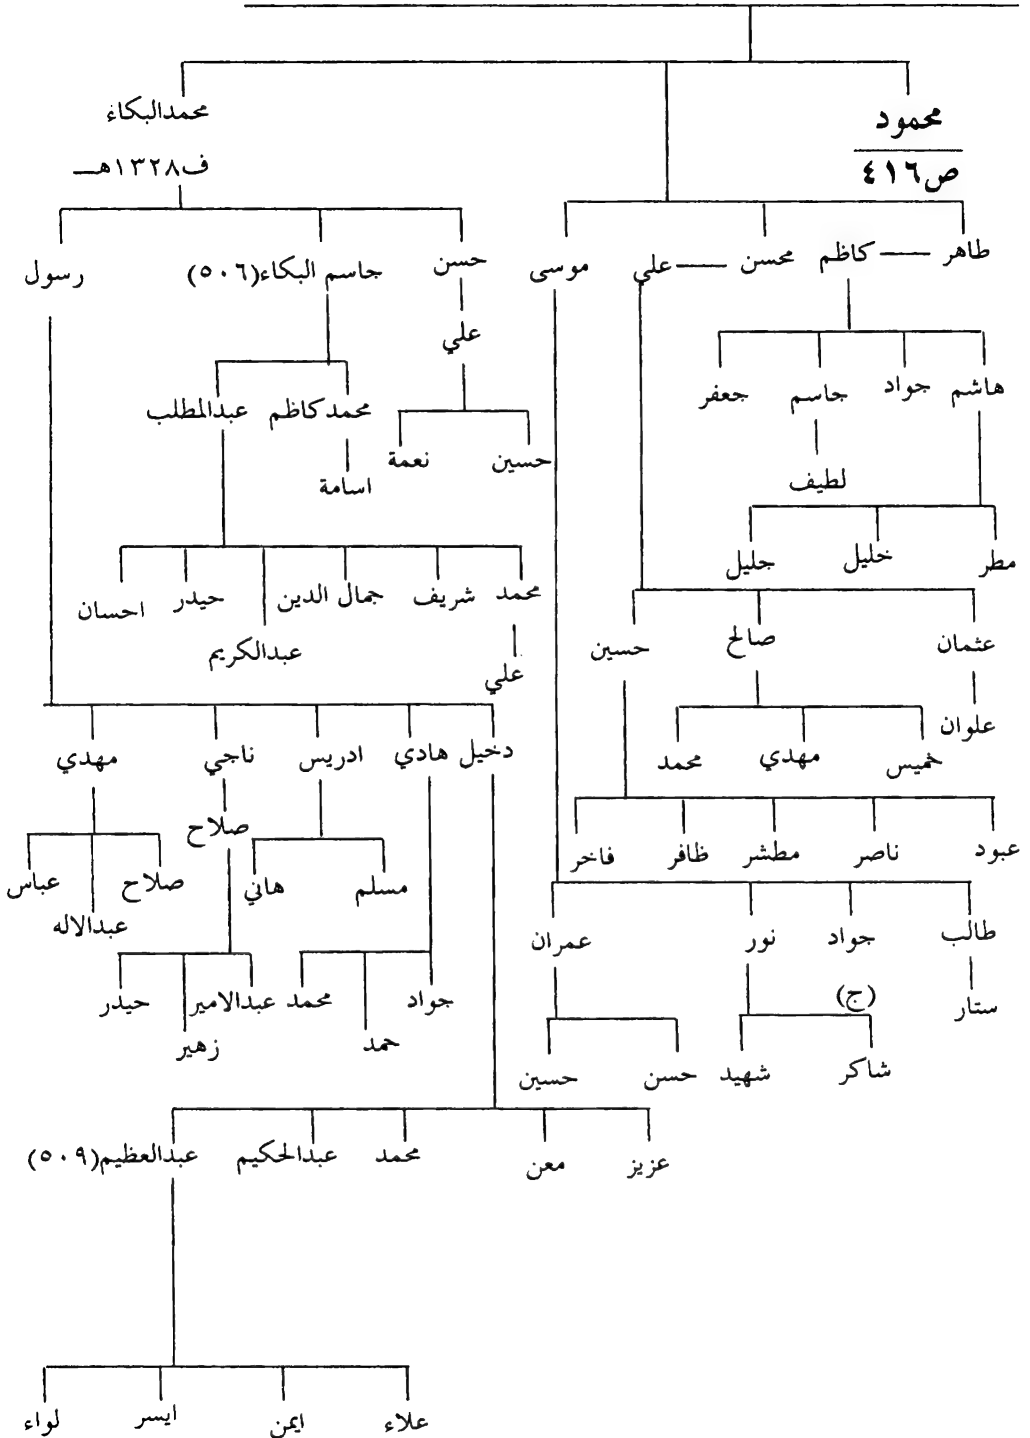 محمدالبكاء
ف١٣٢٨هـ
محمود
ص٤١٦
طاهر — كاظم
محسن — علي
موسى
حسن
جاسم البكاء(٥٠٦)
رسول
علي
هاشم
جواد
جاسم
جعفر
محمدكاظم
عبدالمطلب
حسين
نعمة
لطيف
اسامة
مطر
خليل
جليل
محمد
شريف
جمال الدين
عبدالكريم
حيدر
احسان
علي
عثمان
صالح
حسين
علوان
خميس
مهدي
محمد
دخيل
هادي
ادريس
ناجي
مهدي
عبود
ناصر
مطشر
ظافر
فاخر
صلاح
مسلم
هاني
صلاح
عبدالاله
عباس
طالب
جواد
نور
عمران
ستار
(ج)
جواد
حمد
محمد
عبدالامير
زهير
حيدر
شاكر
شهيد
حسن
حسين
عزيز
معن
محمد
عبدالحكيم
عبدالعظيم(٥٠٩)
علاء
ايمن
ايسر
لواء